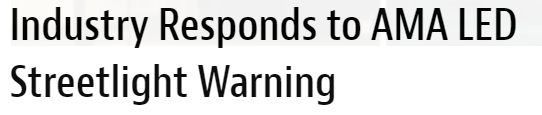 Industry Responds to AMA LED
Streetlight Warning